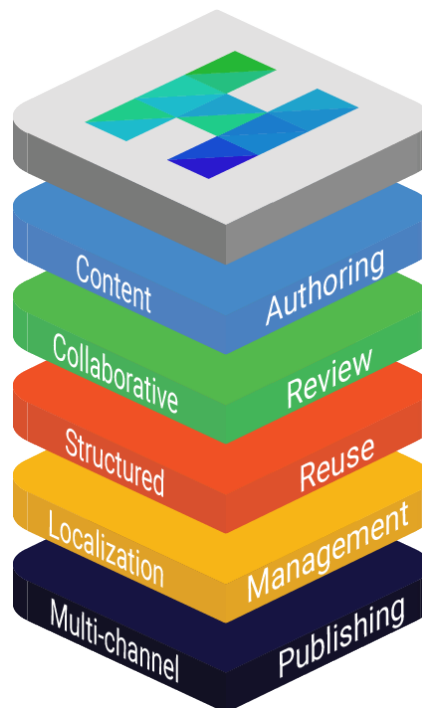 Content Authoring
Collaborative Review
Structured Reuse
Localization Management
Multi-channel Publishing